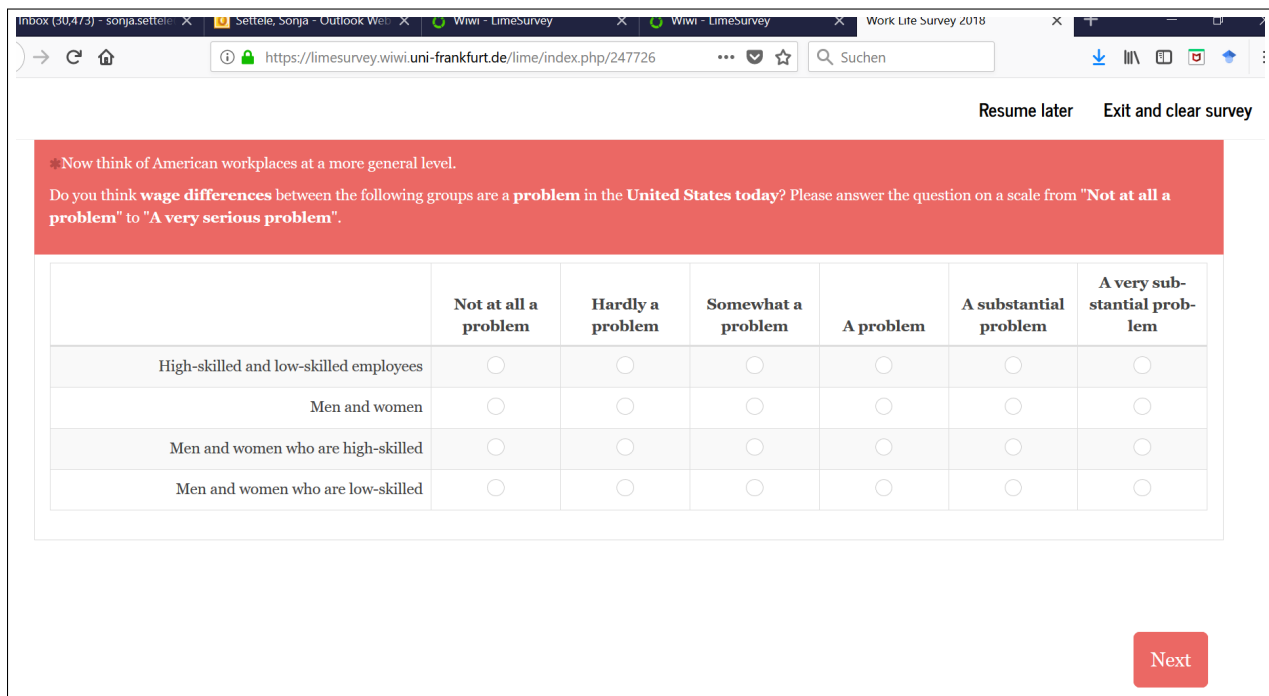 Inbox (30,473) - sonja.settele
Settele, Sonja - Outlook Web
Wiwi - LimeSurvey
Wiwi - LimeSurvey
Work Life Survey 2018
https://limesurvey.wiwi.uni-frankfurt.de/lime/index.php/247726
Suchen
Resume later Exit and clear survey
*Now think of American workplaces at a more general level.
Do you think wage differences between the following groups are a problem in the United States today? Please answer the question on a scale from "Not at all a
problem" to "A very serious problem".
Not at all a
problem
Hardly a
problem
Somewhat a
problem
A problem
A substantial
problem
A very sub-
stantial prob-
lem
High-skilled and low-skilled employees
Men and women
Men and women who are high-skilled
Men and women who are low-skilled
Next